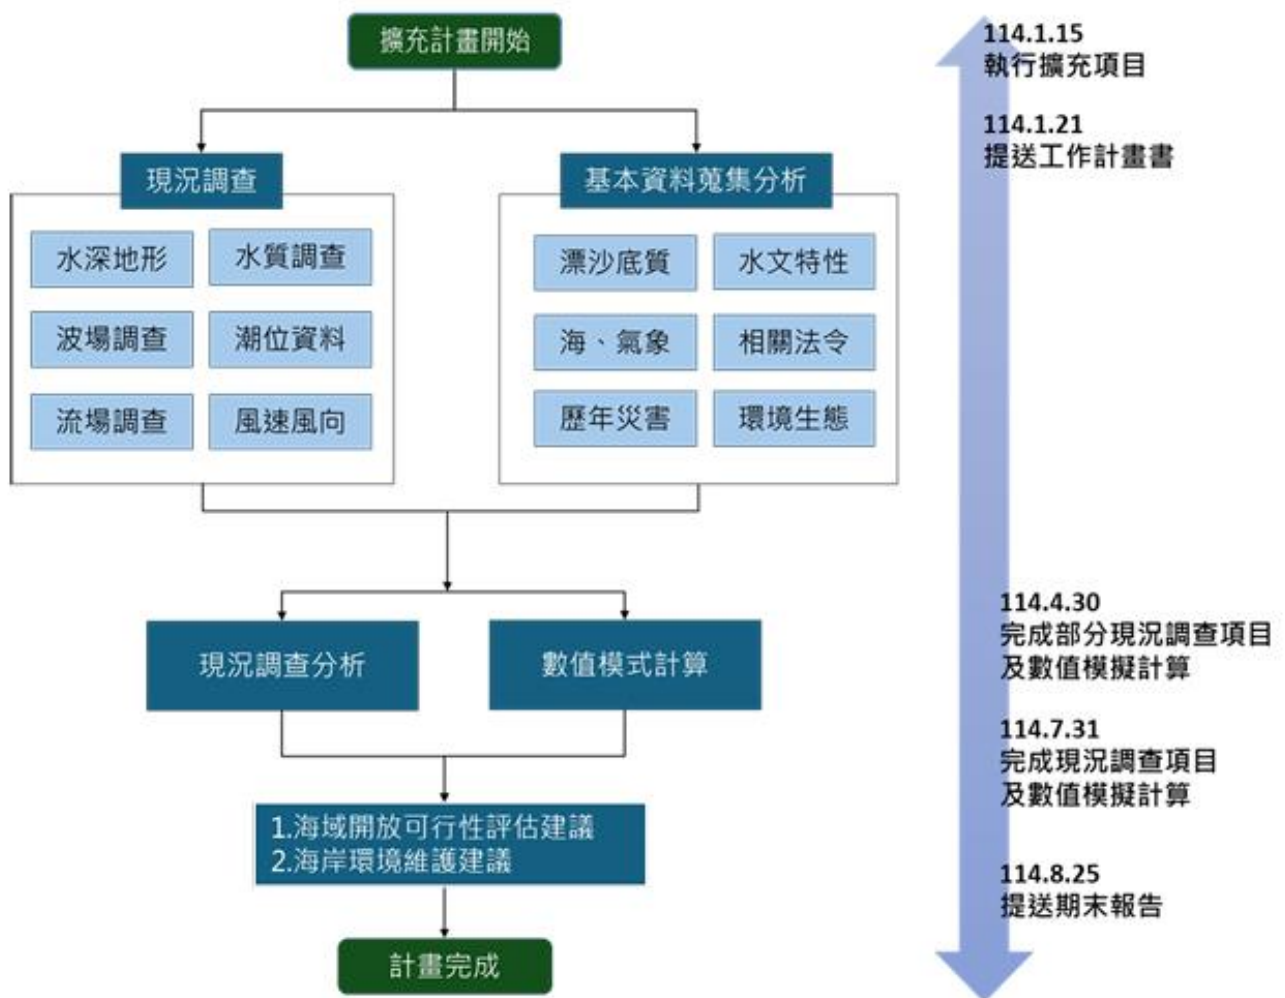 擴充計畫開始
現況調查
水深地形
水質調查
波場調查
潮位資料
流場調查
風速風向
基本資料蒐集分析
漂沙底質
水文特性
海、氣象
相關法令
歷年災害
環境生態
現況調查分析
數值模式計算
1.海域開放可行性評估建議
2.海岸環境維護建議
計畫完成
114.1.15
執行擴充項目
114.1.21
提送工作計畫書
114.4.30
完成部分現況調查項目
及數值模擬計算
114.7.31
完成現況調查項目
及數值模擬計算
114.8.25
提送期末報告